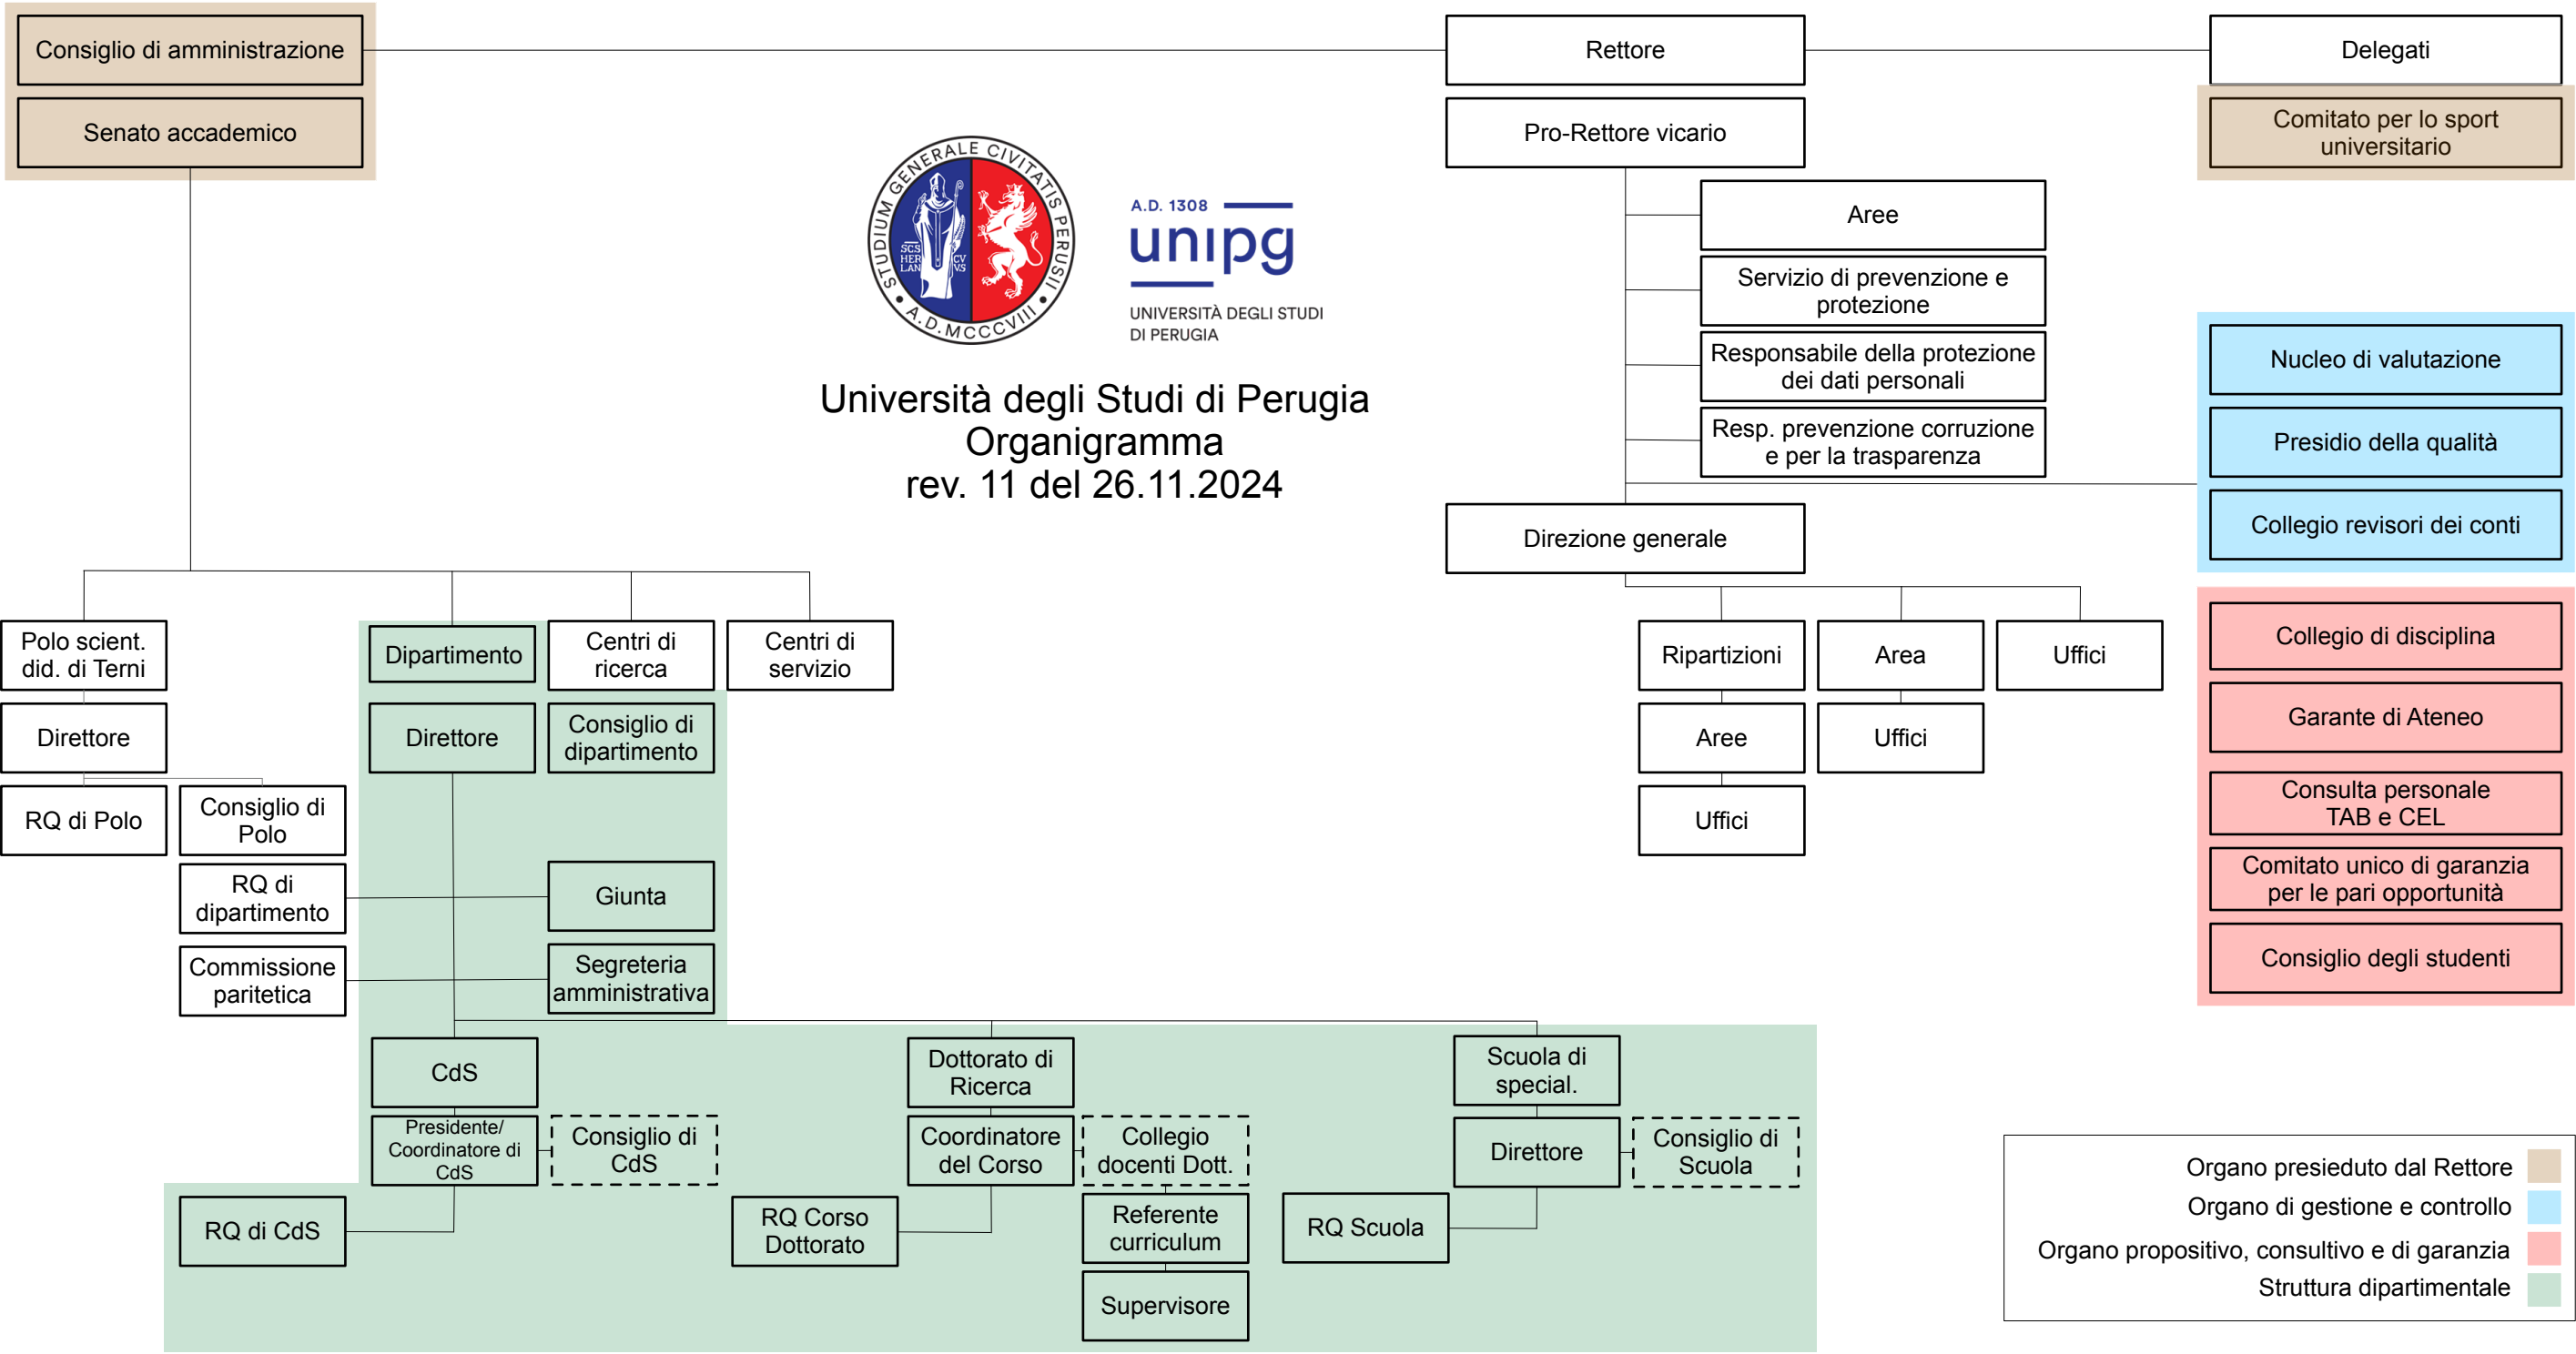 Consiglio di amministrazione
Rettore
Delegati
Senato accademico
Pro-Rettore vicario
Comitato per lo sport
universitario
STUDIUM GENERALE CIVITATIS PERUSII
A.D. MCCCVIII
SCS
HER
LAN
CV
VS
A.D. 1308
unipg
UNIVERSITÀ DEGLI STUDI
DI PERUGIA
Università degli Studi di Perugia
Organigramma
rev. 11 del 26.11.2024
Aree
Servizio di prevenzione e
protezione
Responsabile della protezione
dei dati personali
Resp. prevenzione corruzione
e per la trasparenza
Nucleo di valutazione
Presidio della qualità
Collegio revisori dei conti
Direzione generale
Polo scient.
did. di Terni
Dipartimento
Centri di
ricerca
Centri di
servizio
Ripartizioni
Area
Uffici
Collegio di disciplina
Direttore
Direttore
Consiglio di
dipartimento
Aree
Uffici
Garante di Ateneo
RQ di Polo
Consiglio di
Polo
Uffici
Consulta personale
TAB e CEL
RQ di
dipartimento
Giunta
Comitato unico di garanzia
per le pari opportunità
Commissione
paritetica
Segreteria
amministrativa
Consiglio degli studenti
CdS
Dottorato di
Ricerca
Scuola di
special.
Presidente/
Coordinatore di
CdS
Consiglio di
CdS
Coordinatore
del Corso
Collegio
docenti Dott.
Direttore
Consiglio di
Scuola
RQ di CdS
RQ Corso
Dottorato
Referente
curriculum
RQ Scuola
Supervisore
Organo presieduto dal Rettore
Organo di gestione e controllo
Organo propositivo, consultivo e di garanzia
Struttura dipartimentale